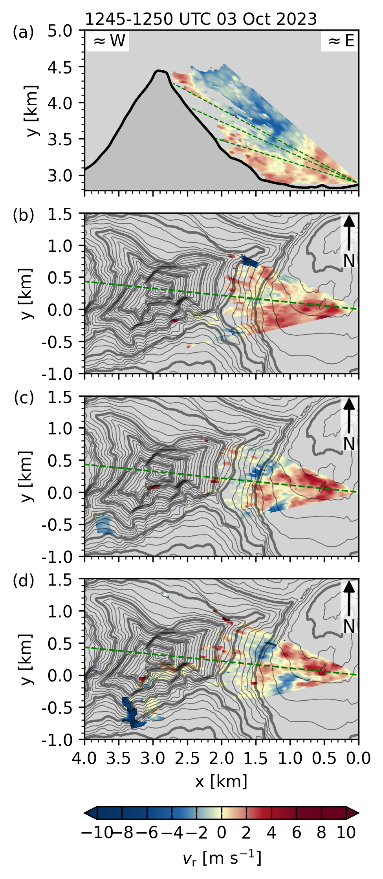 1245-1250 UTC 03 Oct 2023
(a)
≈ W
≈ E
5.0
4.5
4.0
3.5
3.0
y [km]
(b)
1.5
1.0
0.5
0.0
-0.5
-1.0
y [km]
N
(c)
1.5
1.0
0.5
0.0
-0.5
-1.0
y [km]
N
(d)
1.5
1.0
0.5
0.0
-0.5
-1.0
y [km]
N
4.0 3.5 3.0 2.5 2.0 1.5 1.0 0.5 0.0
x [km]
−10 −8 −6 −4 −2 0 2 4 6 8 10
vr [m s−1]